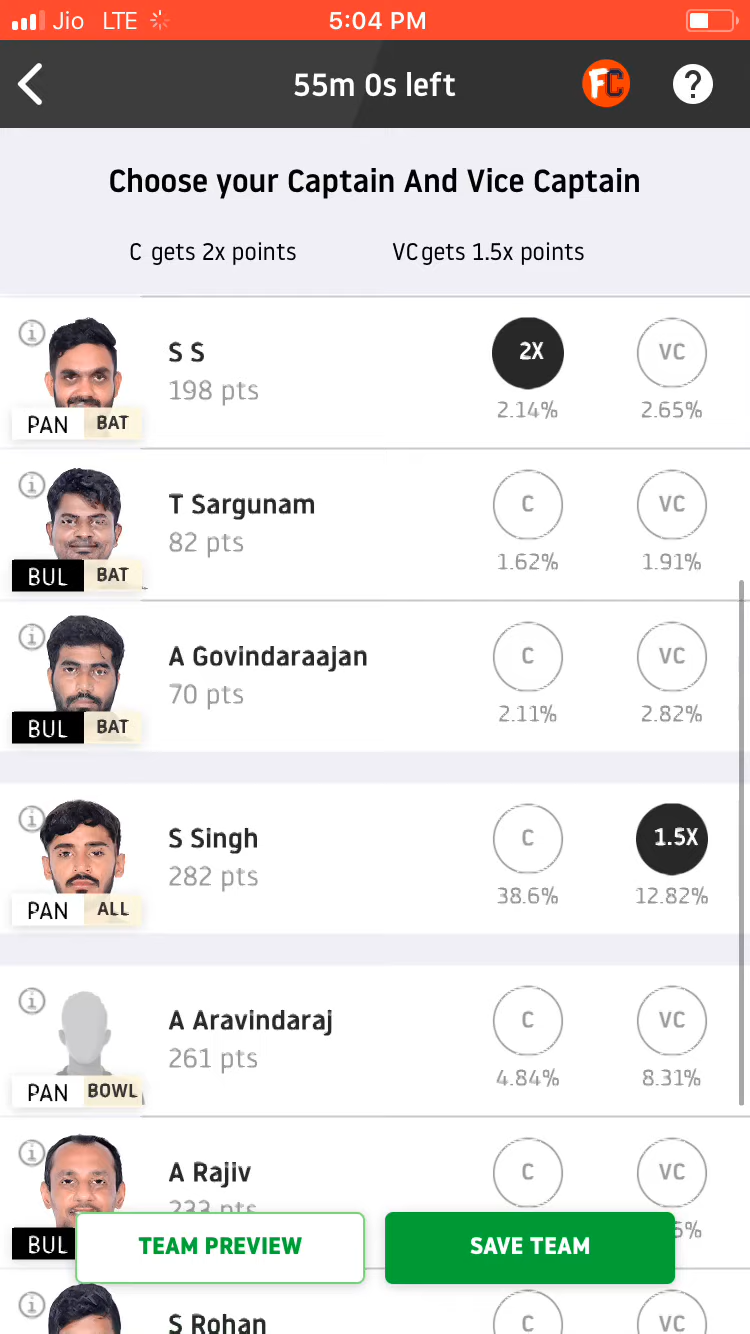 Jio LTE 5:04 PM
55m 0s left FC ?
Choose your Captain And Vice Captain
C gets 2x points VC gets 1.5x points
S S 2X VC
198 pts
2.14% 2.65%
PAN BAT
T Sargunam C VC
82 pts
1.62% 1.91%
BUL BAT
A Govindaraajan C VC
70 pts
2.11% 2.82%
BUL BAT
S Singh C 1.5X
282 pts
38.6% 12.82%
PAN ALL
A Aravindaraj C VC
261 pts
4.84% 8.31%
PAN BOWL
A Rajiv C VC
233 pts
BUL TEAM PREVIEW SAVE TEAM
S Rohan C VC